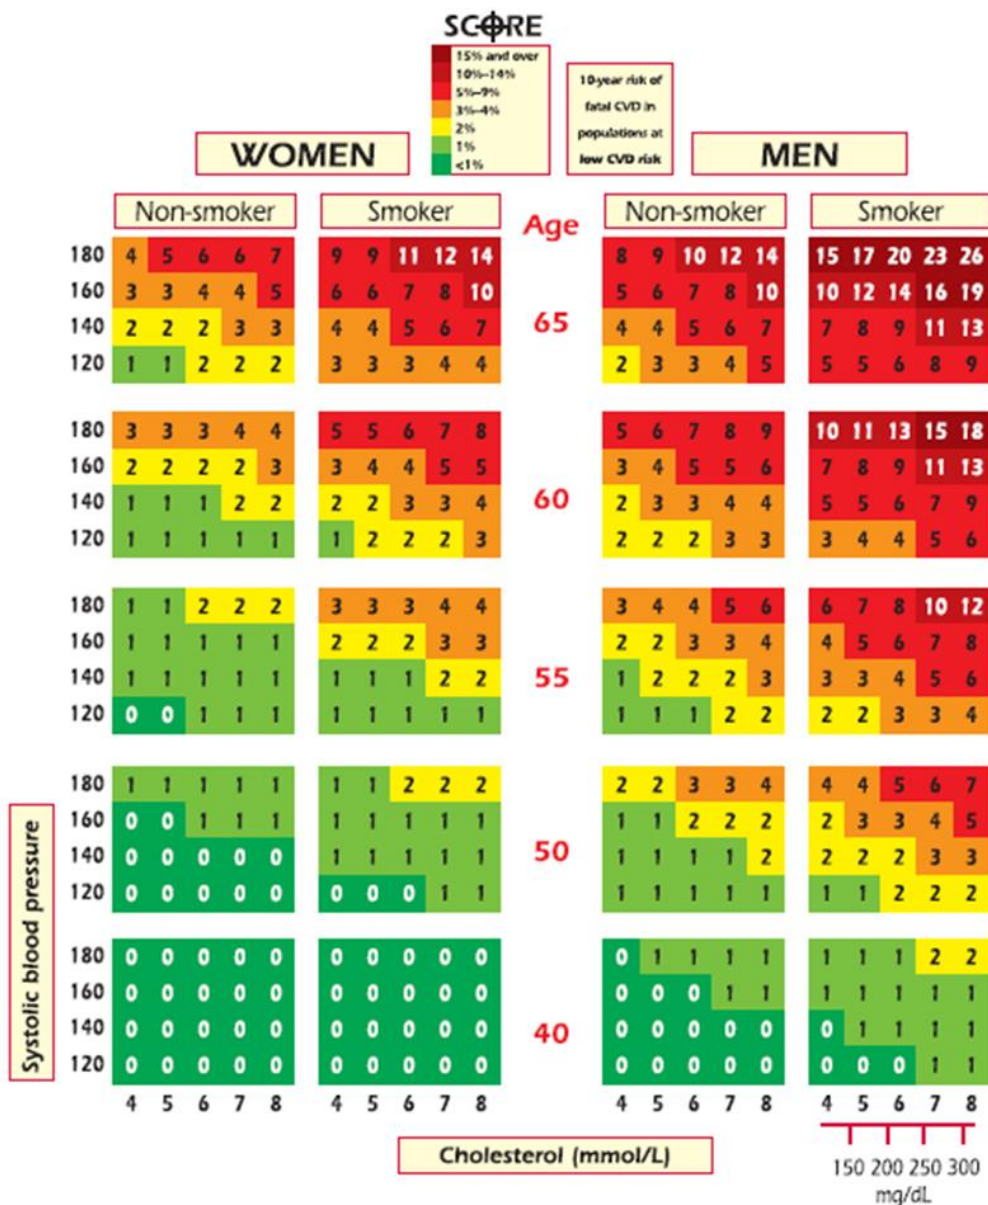 SCORE
15% and over
10%–14%
5%–9%
3%–4%
2%
1%
<1%
10-year risk of
fatal CVD in
populations at
low CVD risk
WOMEN
MEN
Non-smoker Smoker Age Non-smoker Smoker
180 4 5 6 6 7 9 9 11 12 14 8 9 10 12 14 15 17 20 23 26
160 3 3 4 4 5 6 6 7 8 10 5 6 7 8 10 10 12 14 16 19
65
140 2 2 2 3 3 4 4 5 6 7 4 4 5 6 7 7 8 9 11 13
120 1 1 2 2 2 3 3 3 4 4 2 3 3 4 5 5 5 6 8 9
180 3 3 3 4 4 5 5 6 7 8 5 6 7 8 9 10 11 13 15 18
160 2 2 2 2 3 3 4 4 5 5 3 4 5 5 6 7 8 9 11 13
60
140 1 1 1 2 2 2 2 3 3 4 2 3 3 4 4 5 5 6 7 9
120 1 1 1 1 1 1 2 2 2 3 2 2 2 3 3 3 4 4 5 6
180 1 1 2 2 2 3 3 3 4 4 3 4 4 5 6 6 7 8 10 12
160 1 1 1 1 1 2 2 2 3 3 2 2 3 3 4 4 5 6 7 8
55
140 1 1 1 1 1 1 1 1 2 2 1 2 2 2 3 3 3 4 5 6
120 0 0 1 1 1 1 1 1 1 1 1 1 1 2 2 2 2 3 3 4
180 1 1 1 1 1 1 1 2 2 2 2 2 3 3 4 4 4 5 6 7
160 0 0 1 1 1 1 1 1 1 1 1 1 2 2 2 2 3 3 4 5
50
140 0 0 0 0 0 1 1 1 1 1 1 1 1 1 2 2 2 2 3 3
120 0 0 0 0 0 0 0 0 1 1 1 1 1 1 1 1 1 2 2 2
180 0 0 0 0 0 0 0 0 0 0 0 1 1 1 1 1 1 1 2 2
160 0 0 0 0 0 0 0 0 0 0 0 0 0 1 1 1 1 1 1 1
40
140 0 0 0 0 0 0 0 0 0 0 0 0 0 0 0 0 1 1 1 1
120 0 0 0 0 0 0 0 0 0 0 0 0 0 0 0 0 0 0 1 1
4 5 6 7 8 4 5 6 7 8 4 5 6 7 8 4 5 6 7 8
Systolic blood pressure
Cholesterol (mmol/L)
150 200 250 300
mg/dL